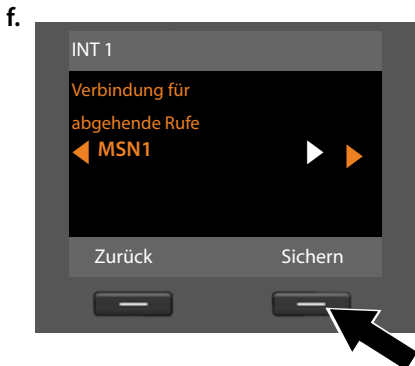 f.
INT 1
Verbindung für
abgehende Rufe
MSN1
Zurück Sichern